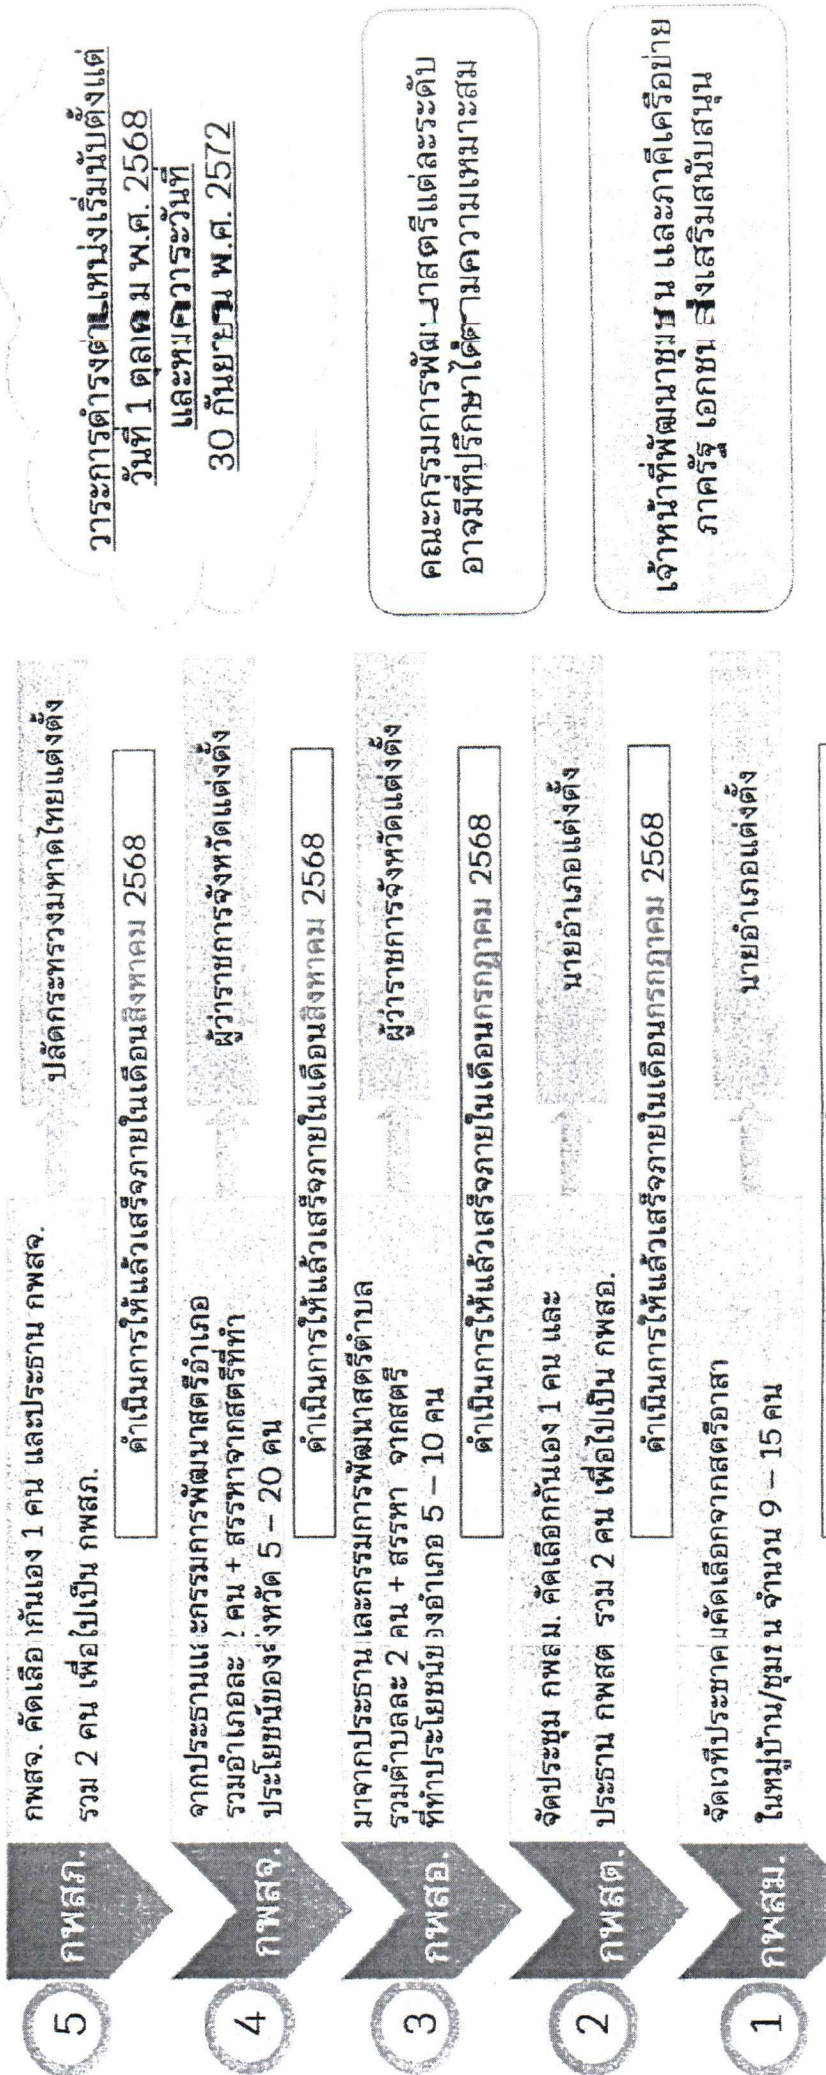 5
กพสภ.
กพสจ. คัดเลือกกันเอง 1 คน และประธาน กพสจ.
รวม 2 คน เพื่อไปเป็น กพสภ.
ปลัดกระทรวงมหาดไทยแต่งตั้ง
ดำเนินการให้แล้วเสร็จภายในเดือนสิงหาคม 2568
4
กพสจ.
จากประธานและกรรมการพัฒนาสตรีอำเภอ
รวมอำเภอละ 2 คน + สรรหาจากสตรีที่ทำ
ประโยชน์ของจังหวัด 5 – 20 คน
ผู้ว่าราชการจังหวัดแต่งตั้ง
ดำเนินการให้แล้วเสร็จภายในเดือนสิงหาคม 2568
3
กพสอ.
มาจากประธานและกรรมการพัฒนาสตรีตำบล
รวมตำบลละ 2 คน + สรรหา จากสตรี
ที่ทำประโยชน์ของอำเภอ 5 – 10 คน
ผู้ว่าราชการจังหวัดแต่งตั้ง
ดำเนินการให้แล้วเสร็จภายในเดือนกรกฎาคม 2568
2
กพสต.
จัดประชุม กพสม. คัดเลือกกันเอง 1 คน และ
ประธาน กพสต รวม 2 คน เพื่อไปเป็น กพสอ.
นายอำเภอแต่งตั้ง
ดำเนินการให้แล้วเสร็จภายในเดือนกรกฎาคม 2568
1
กพสม.
จัดเวทีประชาคมคัดเลือกจากสตรีอาสา
ในหมู่บ้าน/ชุมชน จำนวน 9 – 15 คน
นายอำเภอแต่งตั้ง
วาระการดำรงตำแหน่งเริ่มนับตั้งแต่
วันที่ 1 ตุลาคม พ.ศ. 2568
และหมดวาระวันที่
30 กันยายน พ.ศ. 2572
คณะกรรมการพัฒนาสตรีแต่ละระดับ
อาจมีที่ปรึกษาได้ตามความเหมาะสม
เจ้าหน้าที่พัฒนาชุมชน และภาคีเครือข่าย
ภาครัฐ เอกชน ส่งเสริมสนับสนุน